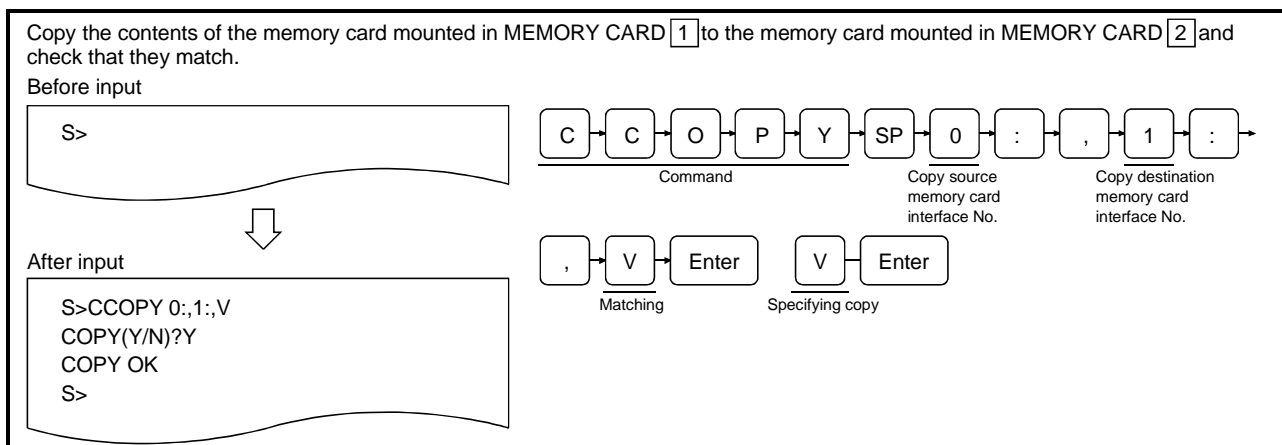 Copy the contents of the memory card mounted in MEMORY CARD 1 to the memory card mounted in MEMORY CARD 2 and
check that they match.
Before input
S>
C C O P Y SP 0 : , 1 :
Command
Copy source
memory card
interface No.
Copy destination
memory card
interface No.
, V Enter V Enter
Matching
Specifying copy
After input
S>CCOPY 0:,1:,V
COPY(Y/N)?Y
COPY OK
S>